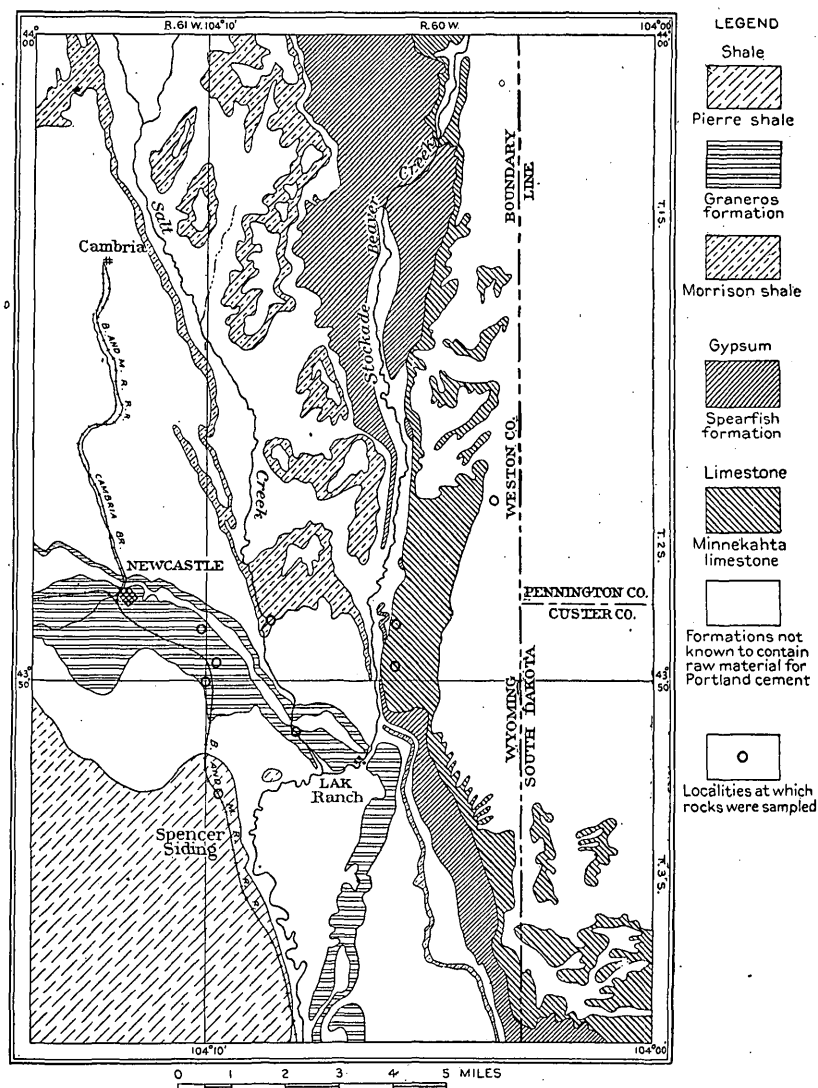 R. 61 W. 104°10'
R. 60 W.
104°00'
44°
00'
44°
00'
LEGEND
Shale
Pierre shale
Graneros
formation
Morrison shale
Gypsum
Spearfish
formation
Limestone
Minnekahta
limestone
Formations not
known to contain
raw material for
Portland cement
Localities at which
rocks were sampled
Salt
Creek
Stockade Beaver Creek
BOUNDARY
LINE
T.1 S.
Cambria
B. AND M. R. R.R.
CAMBRIA BR.
WESTON CO.
T.2 S.
NEWCASTLE
PENNINGTON CO.
CUSTER CO.
43°
50'
43°
50'
WYOMING
SOUTH DAKOTA
LAK
Ranch
B. AND M. R. R.R.
Spencer
Siding
T.3 S.
104°10'
104°00'
0 1 2 3 4 5 MILES